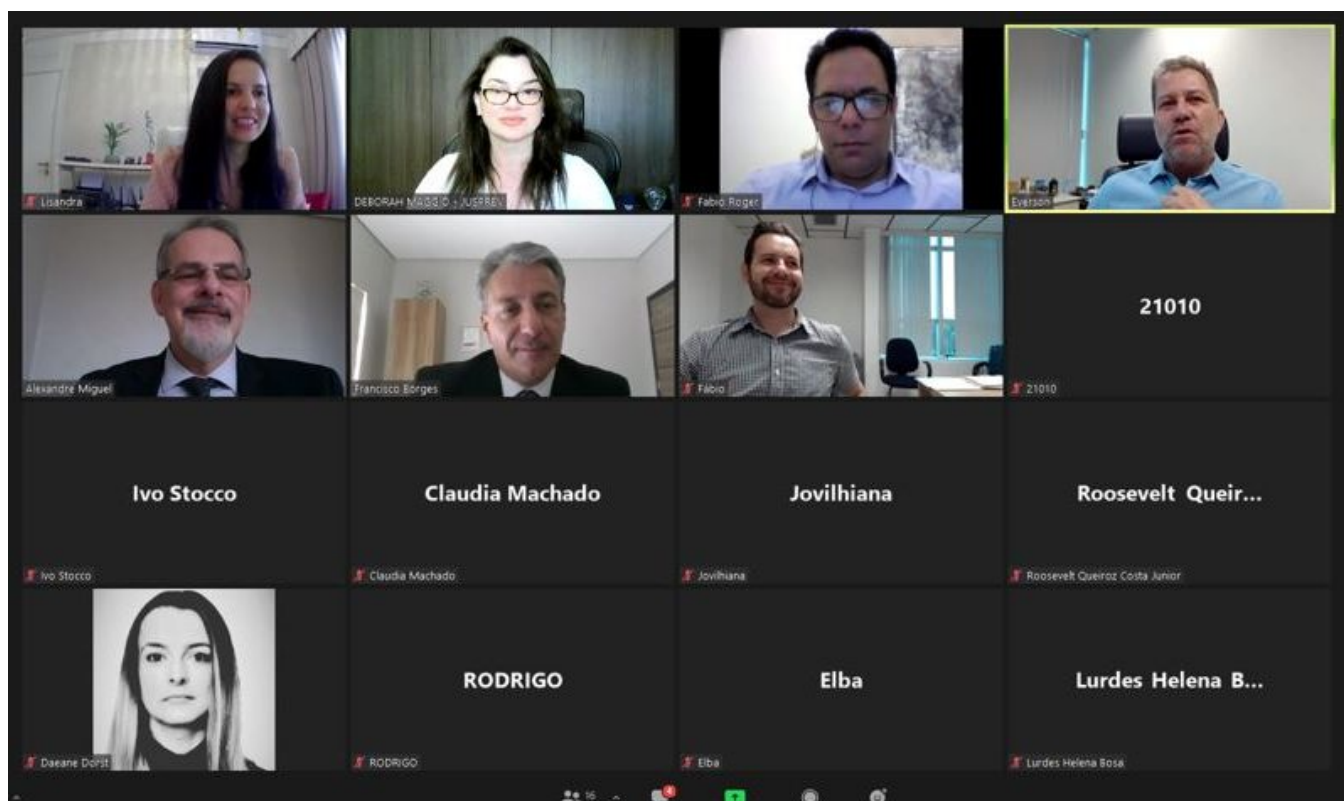 Lisandra
DEBORAH MAGGIO - JUSPREV
Fabio Roger
Everson
Alexandre Miguel
Francisco Borges
Fábio
21010
21010
Ivo Stocco
Claudia Machado
Jovilhiana
Roosevelt Queir...
Ivo Stocco
Claudia Machado
Jovilhiana
Roosevelt Queiroz Costa Junior
RODRIGO
Elba
Lurdes Helena B...
Daeane Dorst
RODRIGO
Elba
Lurdes Helena Bosa
16
4